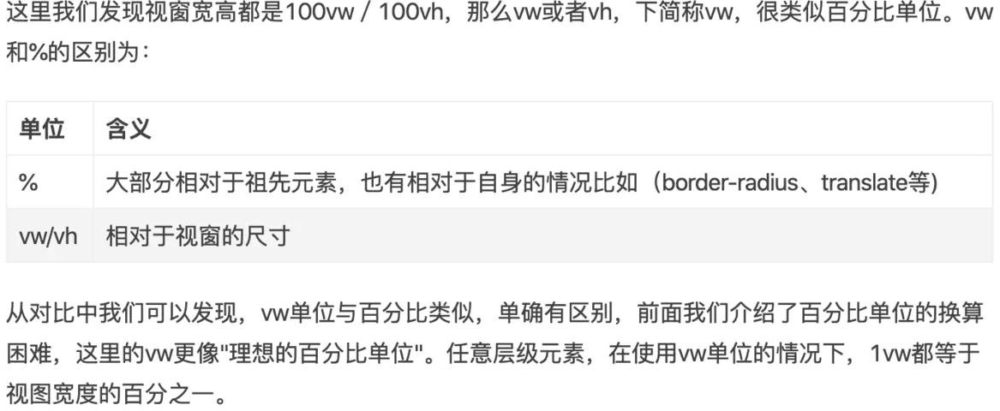 这里我们发现视窗宽高都是100vw／100vh，那么vw或者vh，下简称vw，很类似百分比单位。vw
和%的区别为：
单位 含义
% 大部分相对于祖先元素，也有相对于自身的情况比如（border-radius、translate等)
vw/vh 相对于视窗的尺寸
从对比中我们可以发现，vw单位与百分比类似，单确有区别，前面我们介绍了百分比单位的换算
困难，这里的vw更像"理想的百分比单位"。任意层级元素，在使用vw单位的情况下，1vw都等于
视图宽度的百分之一。